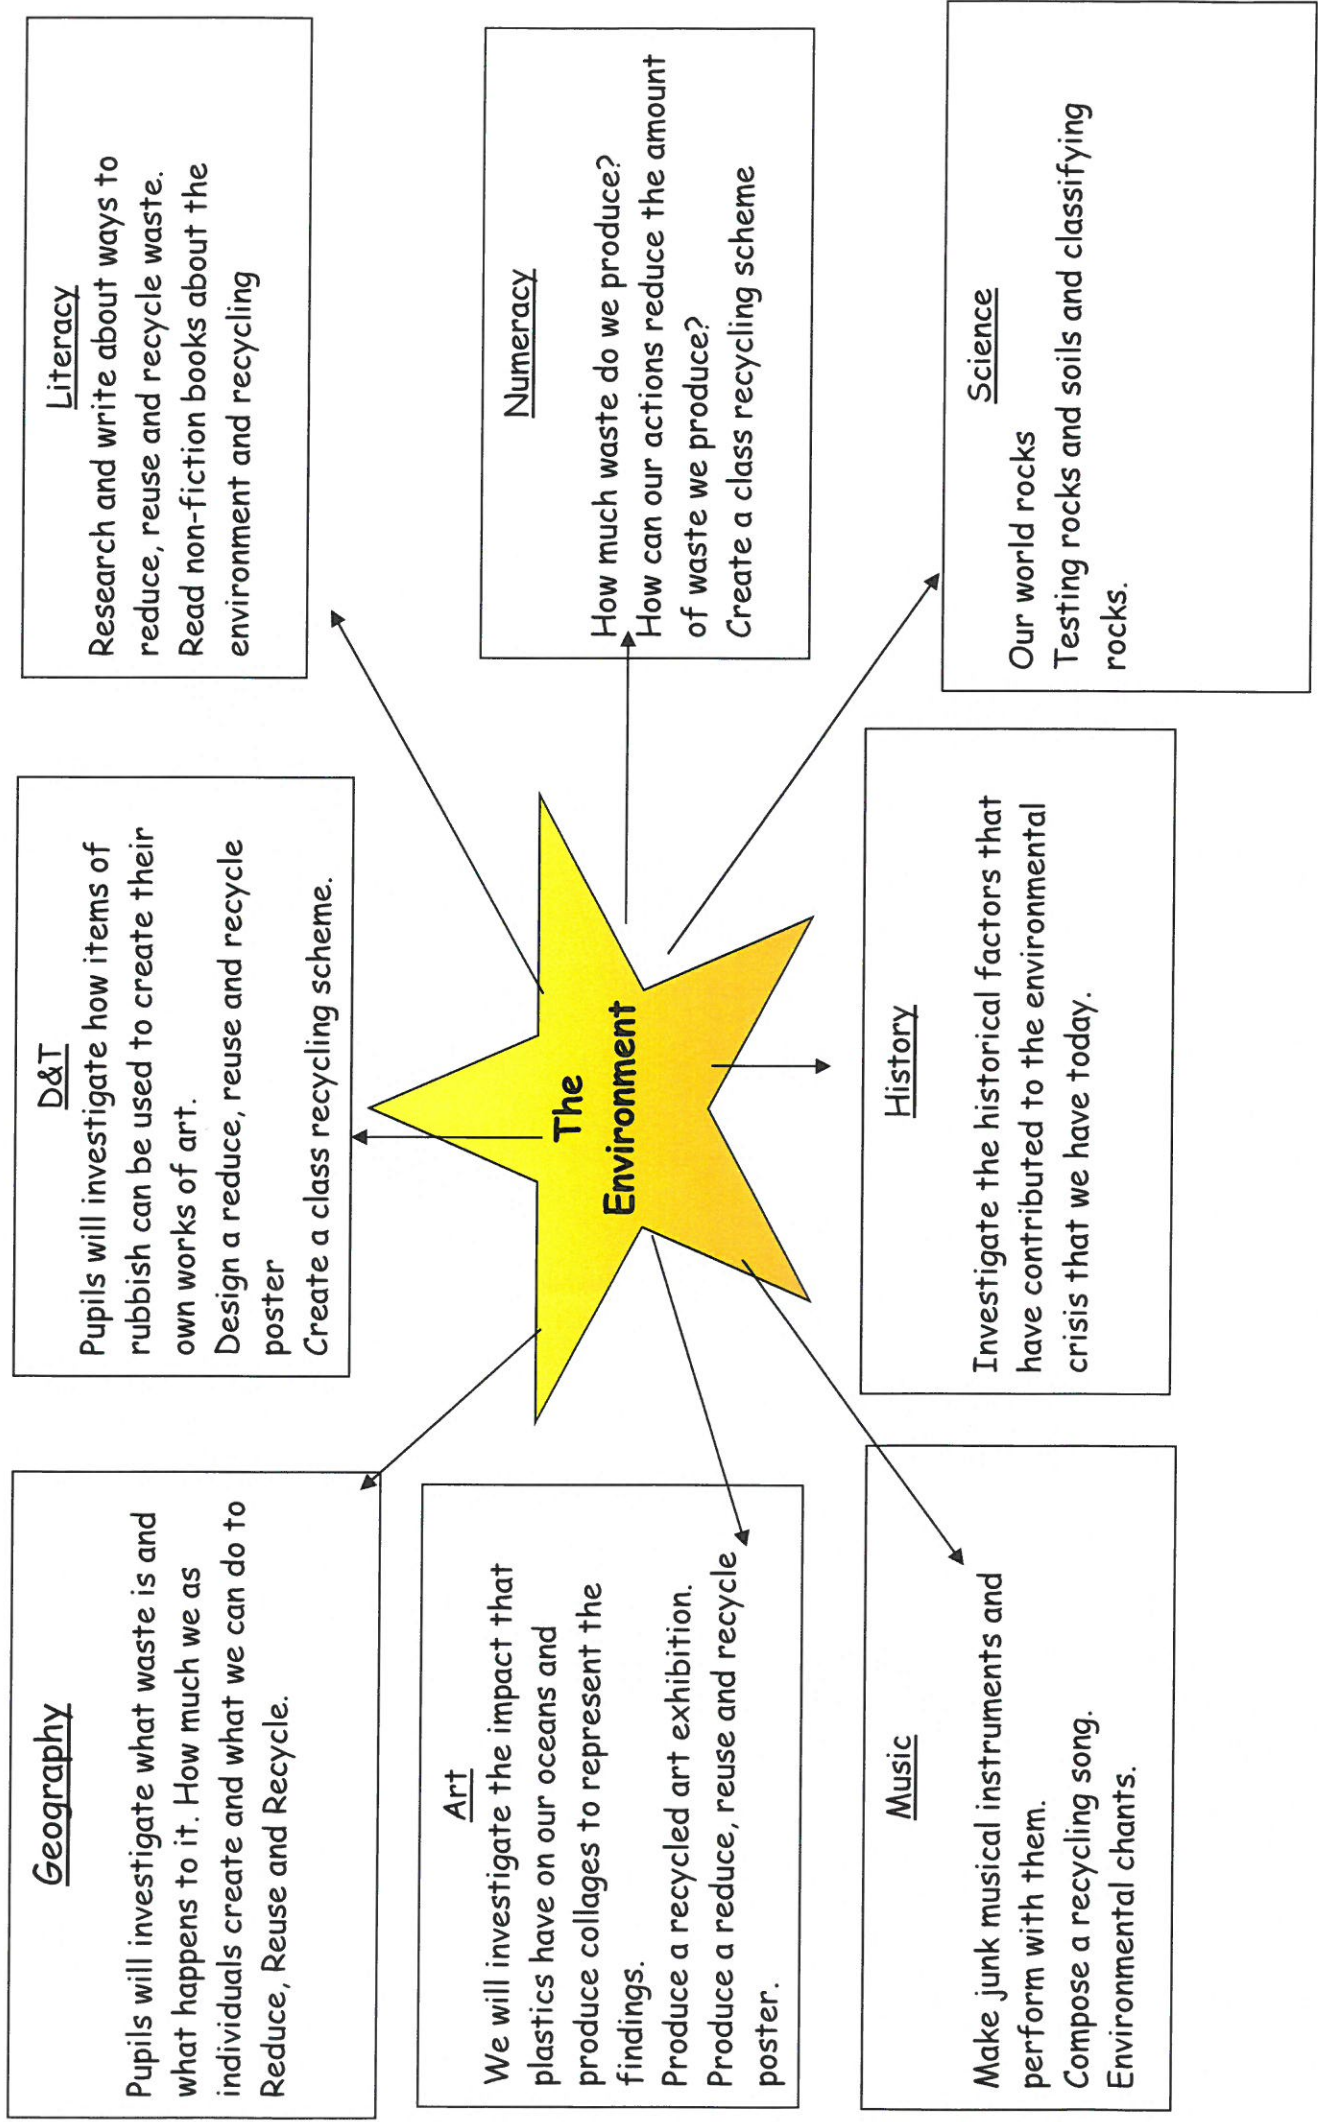 Geography
Pupils will investigate what waste is and
what happens to it. How much we as
individuals create and what we can do to
Reduce, Reuse and Recycle.
D&T
Pupils will investigate how items of
rubbish can be used to create their
own works of art.
Design a reduce, reuse and recycle
poster
Create a class recycling scheme.
Literacy
Research and write about ways to
reduce, reuse and recycle waste.
Read non-fiction books about the
environment and recycling
Art
We will investigate the impact that
plastics have on our oceans and
produce collages to represent the
findings.
Produce a recycled art exhibition.
Produce a reduce, reuse and recycle
poster.
The
Environment
Numeracy
How much waste do we produce?
How can our actions reduce the amount
of waste we produce?
Create a class recycling scheme
Music
Make junk musical instruments and
perform with them.
Compose a recycling song.
Environmental chants.
History
Investigate the historical factors that
have contributed to the environmental
crisis that we have today.
Science
Our world rocks
Testing rocks and soils and classifying
rocks.